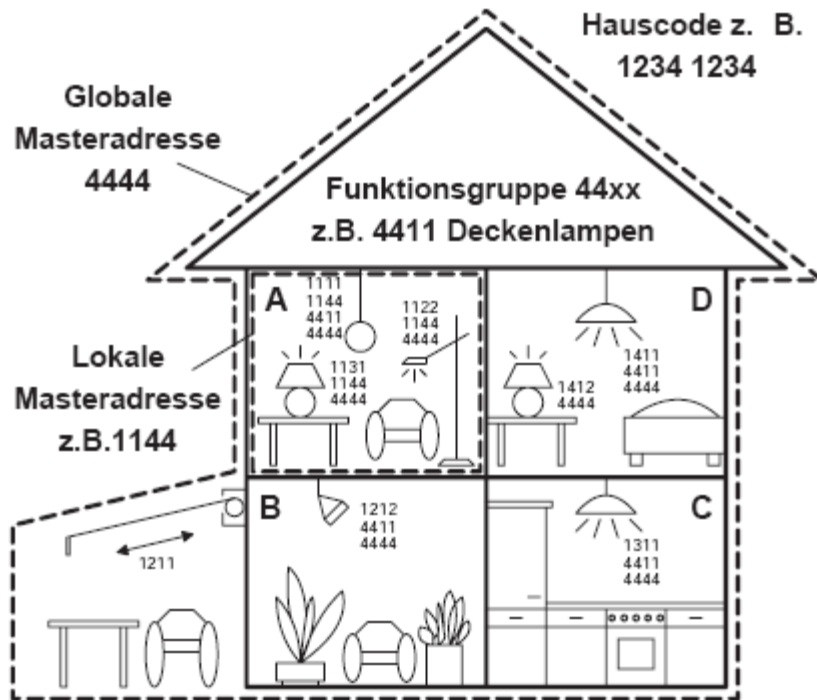 Hauscode z. B.
1234 1234
Globale
Masteradresse
4444
Funktionsgruppe 44xx
z.B. 4411 Deckenlampen
A
1111
1144
4411
4444
1122
1144
4444
1131
1144
4444
D
1411
4411
4444
1412
4444
Lokale
Masteradresse
z.B.1144
B
1212
4411
4444
C
1311
4411
4444
1211